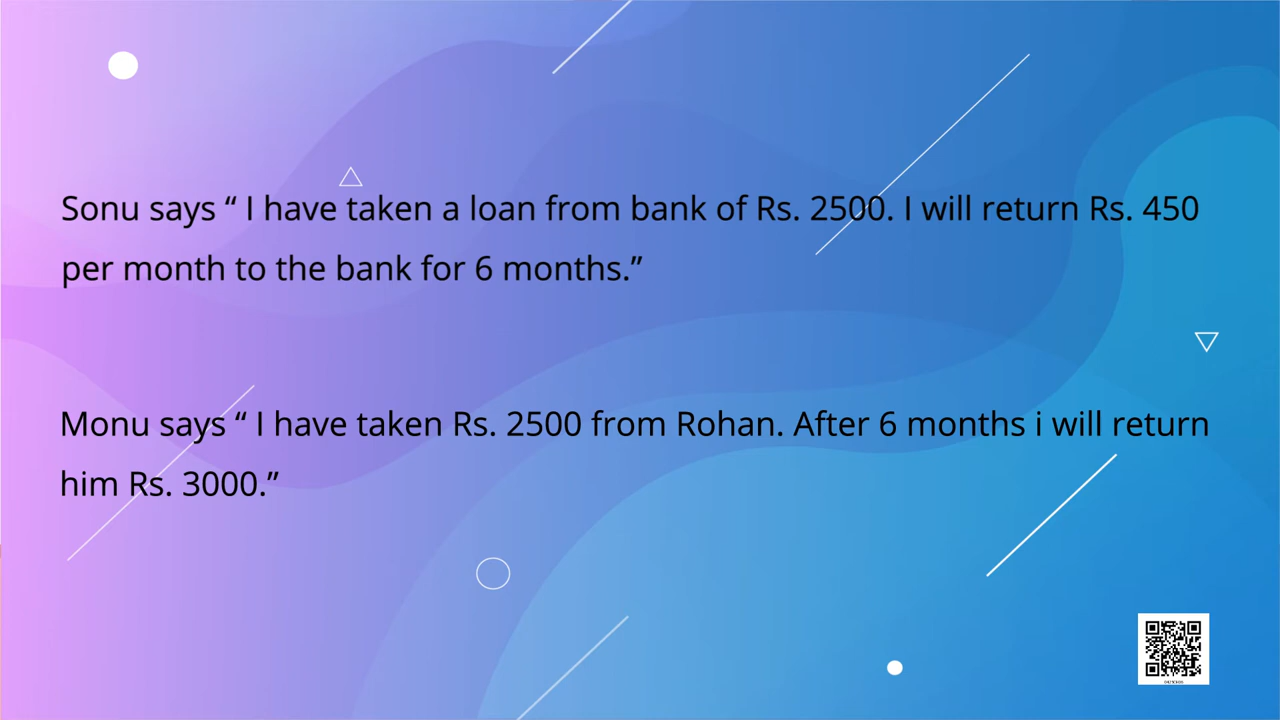 Sonu says “ I have taken a loan from bank of Rs. 2500. I will return Rs. 450
per month to the bank for 6 months.”
Monu says “ I have taken Rs. 2500 from Rohan. After 6 months i will return
him Rs. 3000.”